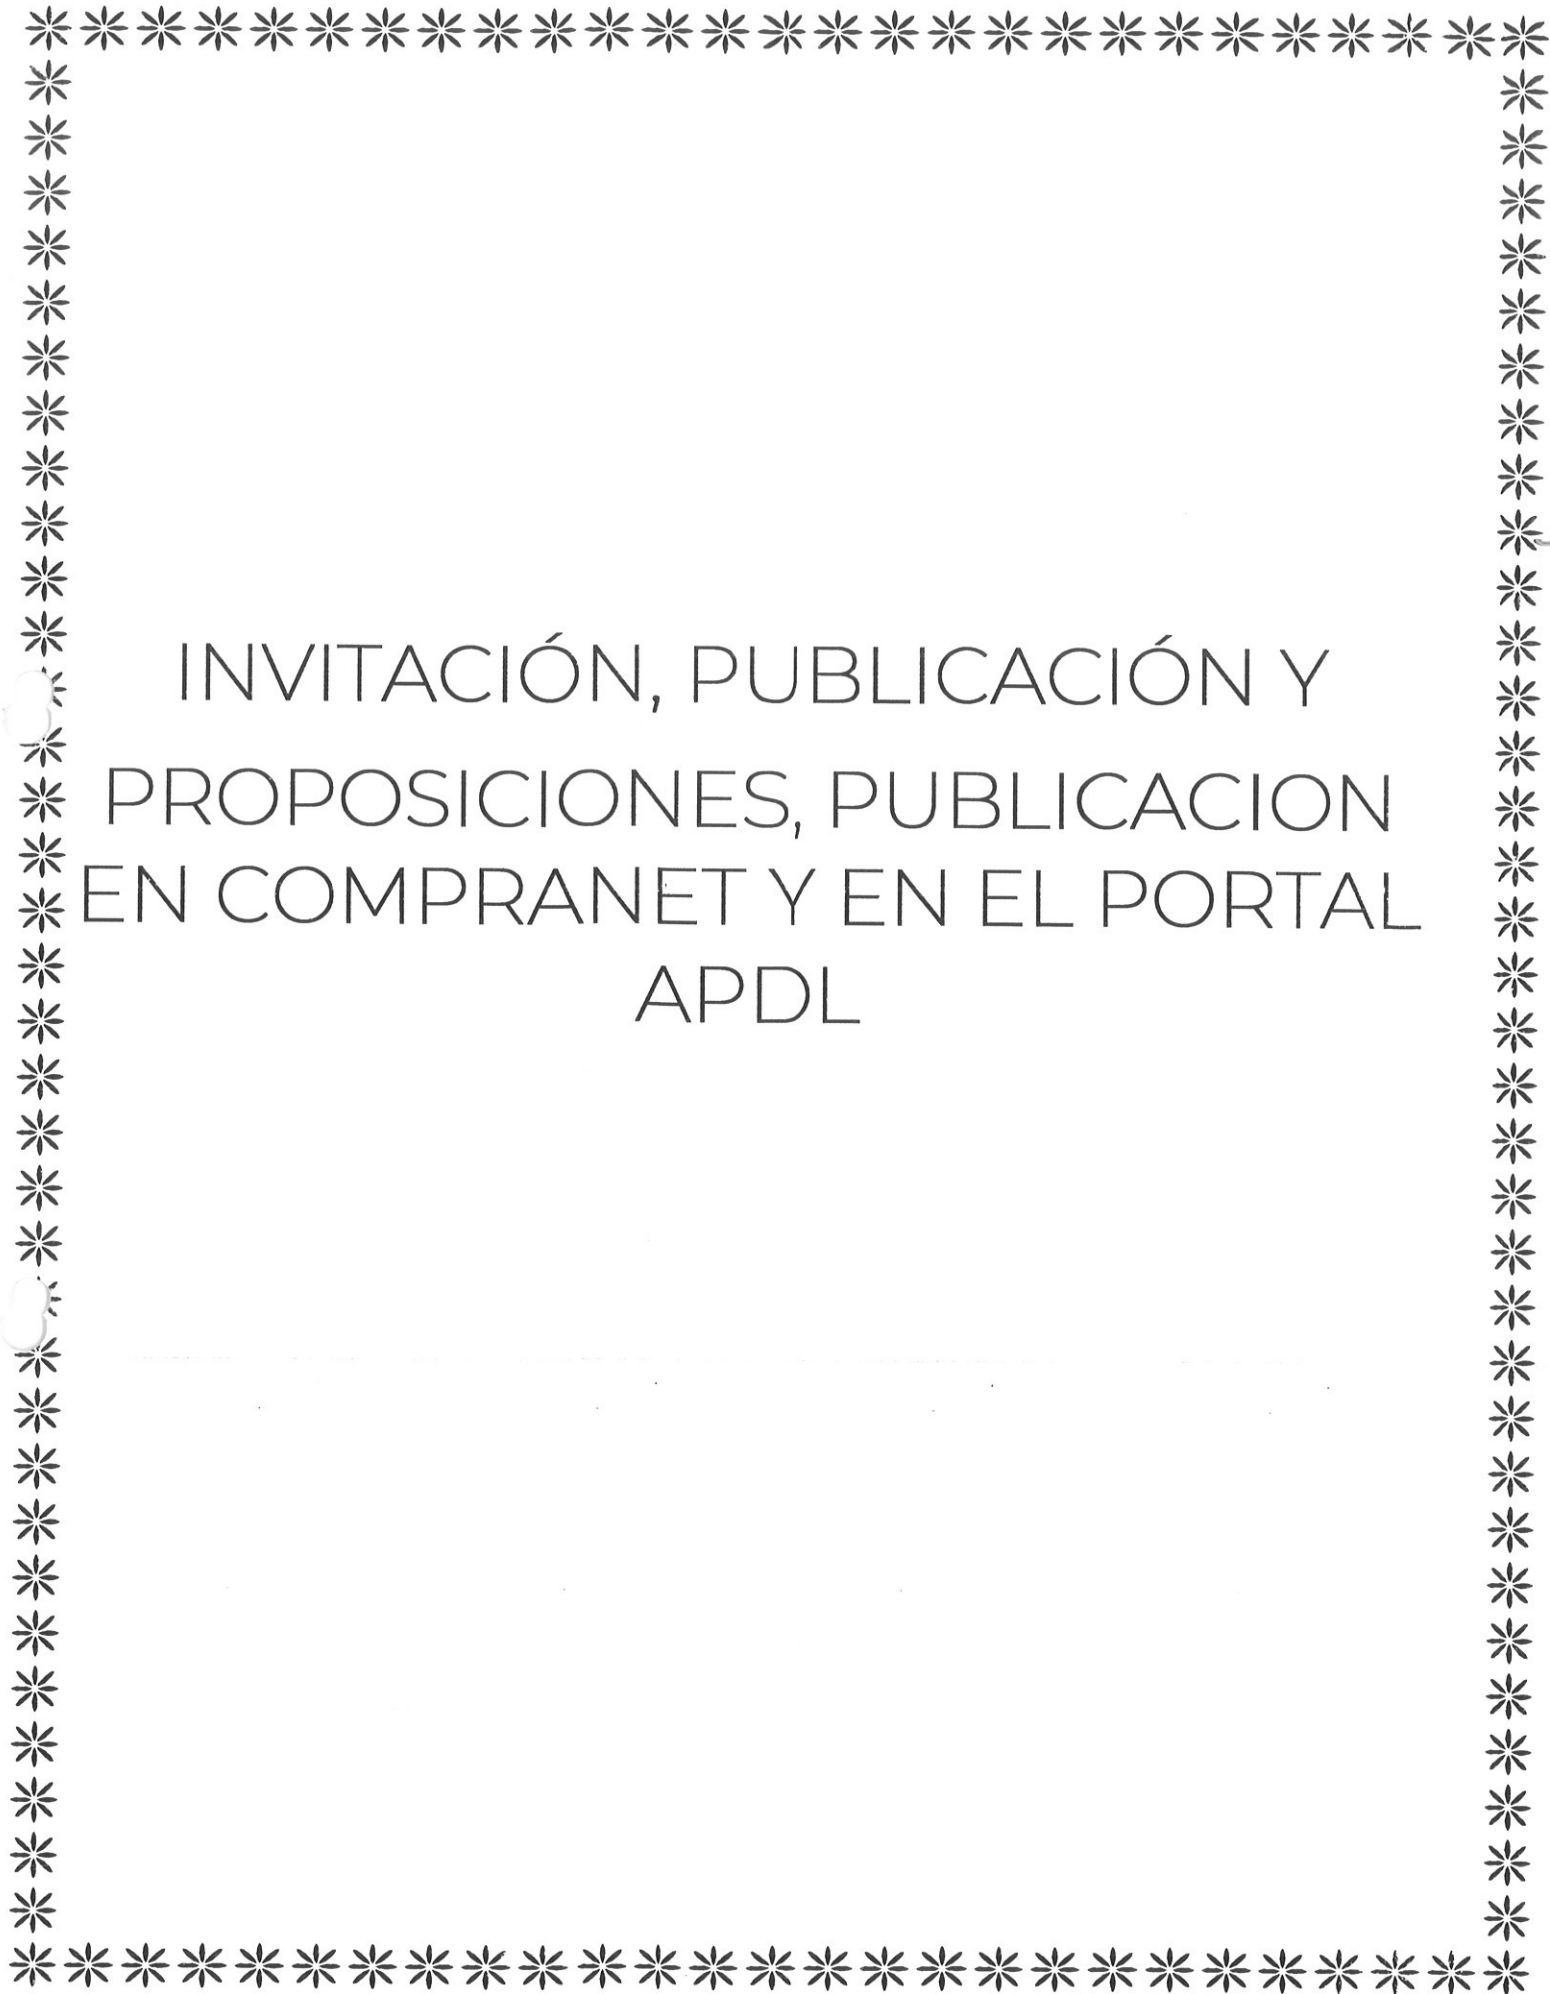 INVITACIÓN, PUBLICACIÓN Y
PROPOSICIONES, PUBLICACION
EN COMPRANET Y EN EL PORTAL
APDL